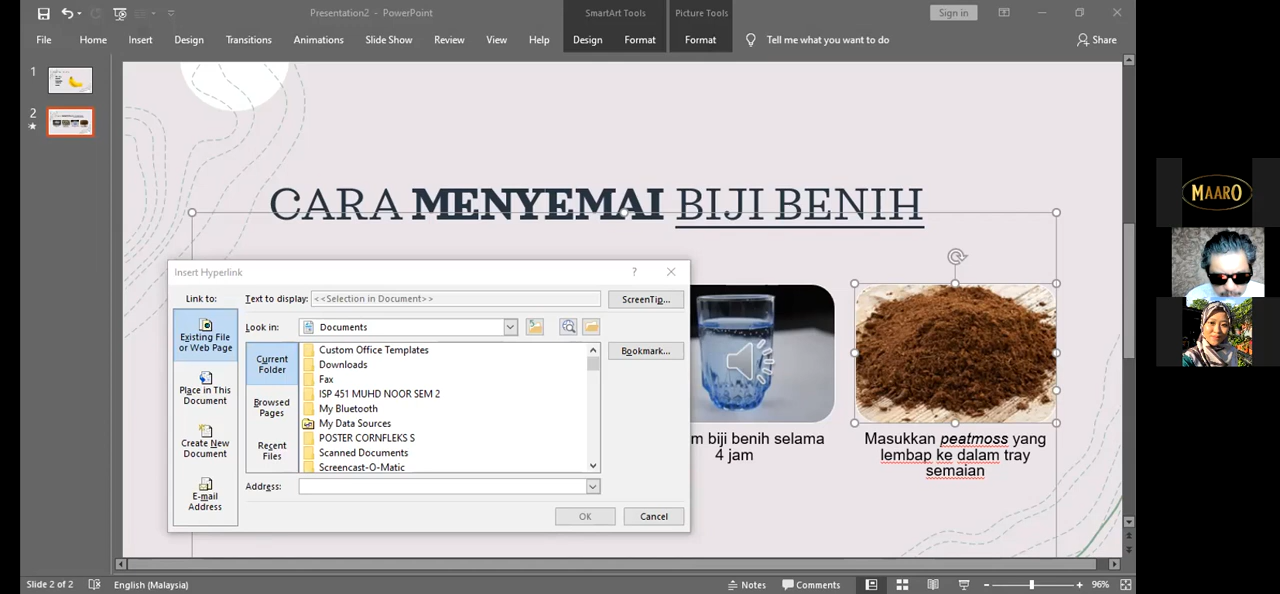 Presentation2 - PowerPoint
SmartArt Tools
Picture Tools
Sign in
File
Home
Insert
Design
Transitions
Animations
Slide Show
Review
View
Help
Design
Format
Format
Tell me what you want to do
Share
1
2
CARA MENYEMAI BIJI BENIH
Insert Hyperlink
?
Link to:
Text to display: <<Selection in Document>>
ScreenTip...
Existing File
or Web Page
Look in:
Documents
Bookmark...
Place in This
Document
Create New
Document
E-mail
Address
Current
Folder
Browsed
Pages
Recent
Files
Custom Office Templates
Downloads
Fax
ISP 451 MUHD NOOR SEM 2
My Bluetooth
My Data Sources
POSTER CORNFLEKS S
Scanned Documents
Screencast-O-Matic
Address:
OK
Cancel
m biji benih selama
4 jam
Masukkan peatmoss yang
lembap ke dalam tray
semaian
MAARO
Slide 2 of 2
English (Malaysia)
Notes
Comments
96%